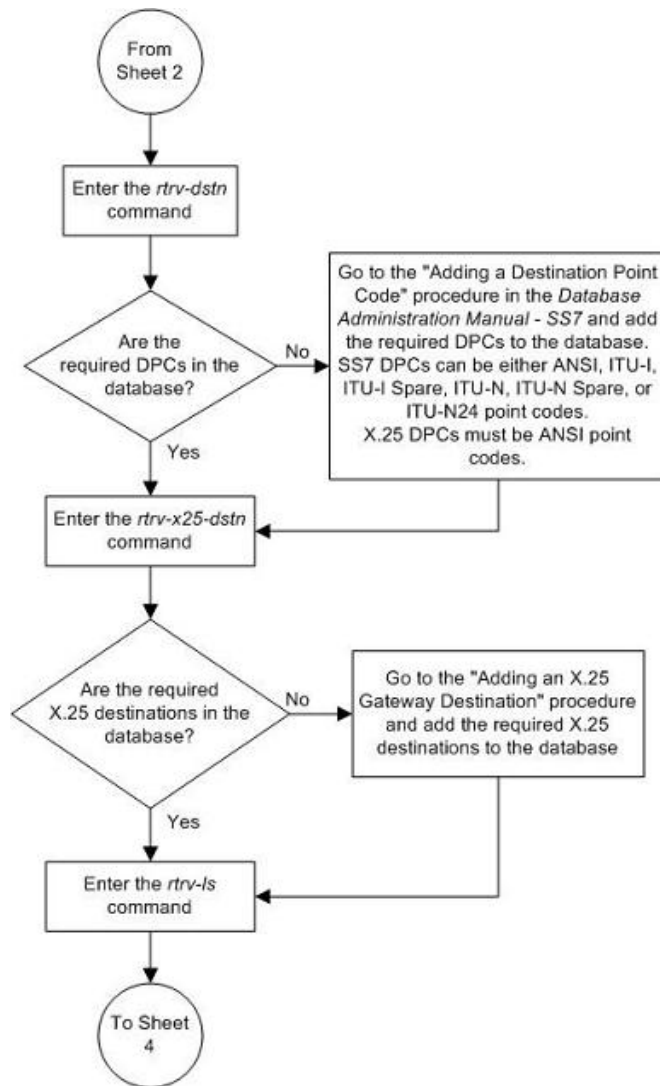 From
Sheet 2
Enter the rtrv-dstn
command
Are the
required DPCs in the
database?
No
Yes
Go to the "Adding a Destination Point
Code" procedure in the Database
Administration Manual - SS7 and add
the required DPCs to the database.
SS7 DPCs can be either ANSI, ITU-I,
ITU-I Spare, ITU-N, ITU-N Spare, or
ITU-N24 point codes.
X.25 DPCs must be ANSI point
codes.
Enter the rtrv-x25-dstn
command
Are the required
X.25 destinations in the
database?
No
Yes
Go to the "Adding an X.25
Gateway Destination" procedure
and add the required X.25
destinations to the database
Enter the rtrv-ls
command
To Sheet
4